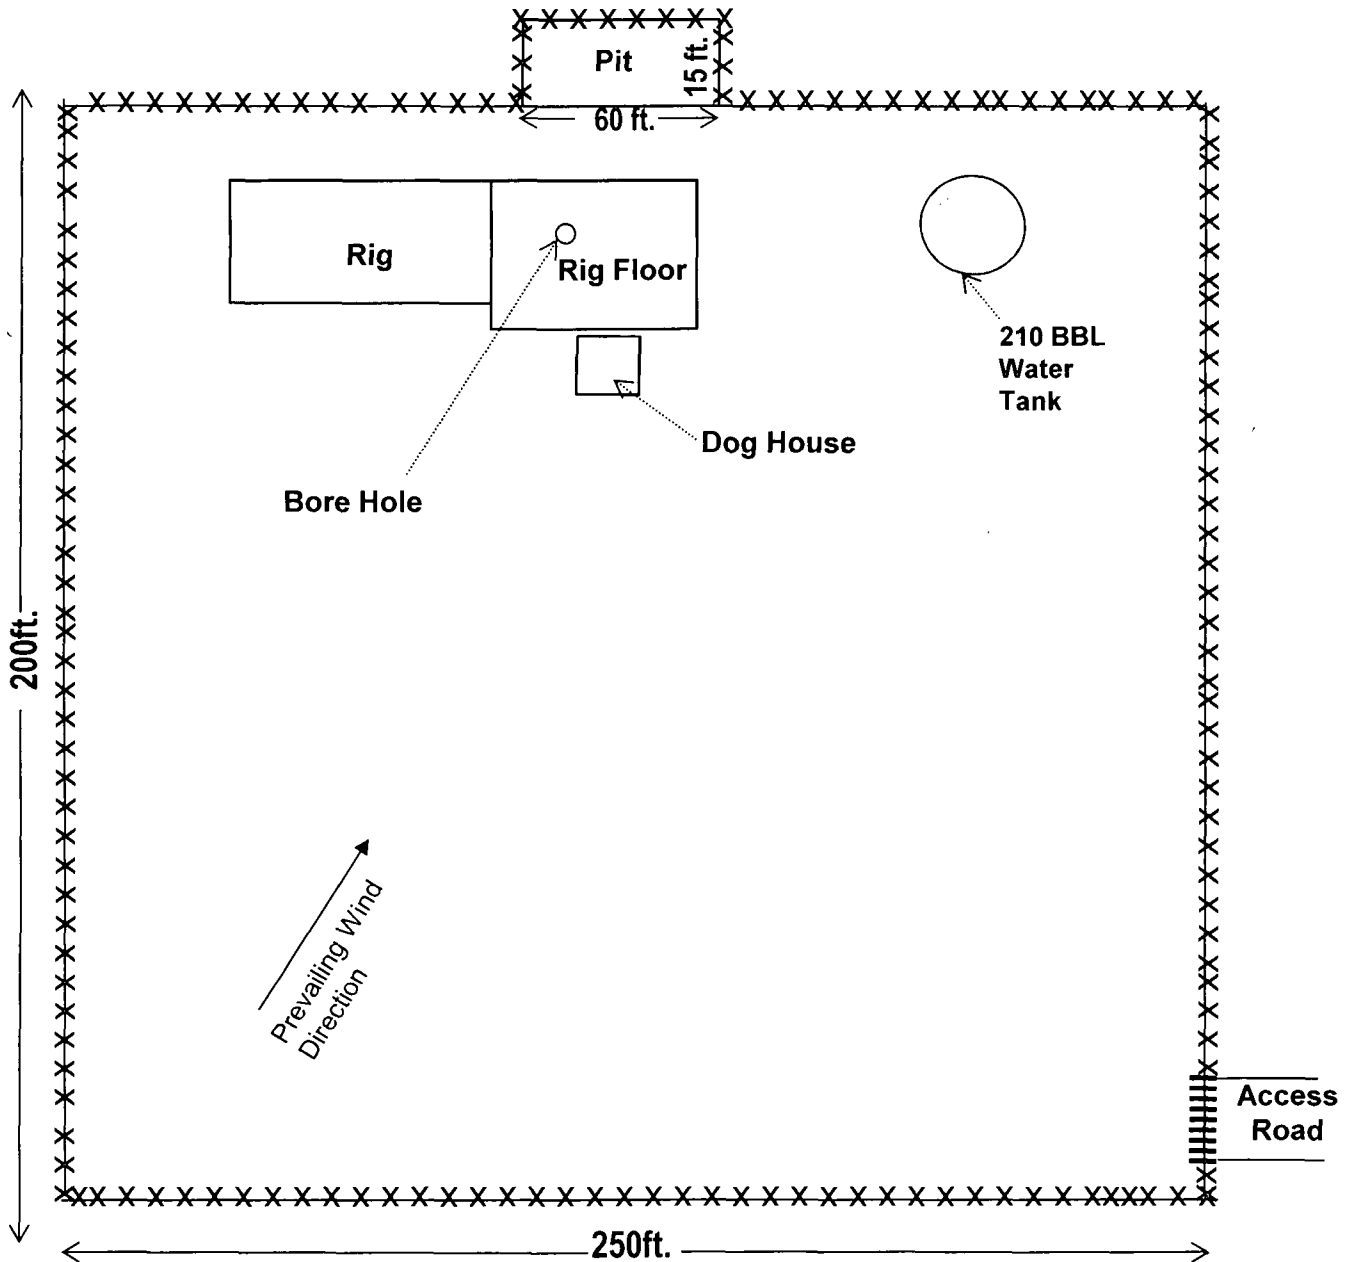 Pit
15 ft.
60 ft.
Rig
Rig Floor
210 BBL
Water
Tank
Dog House
Bore Hole
200ft.
Prevailing Wind
Direction
Access
Road
250ft.